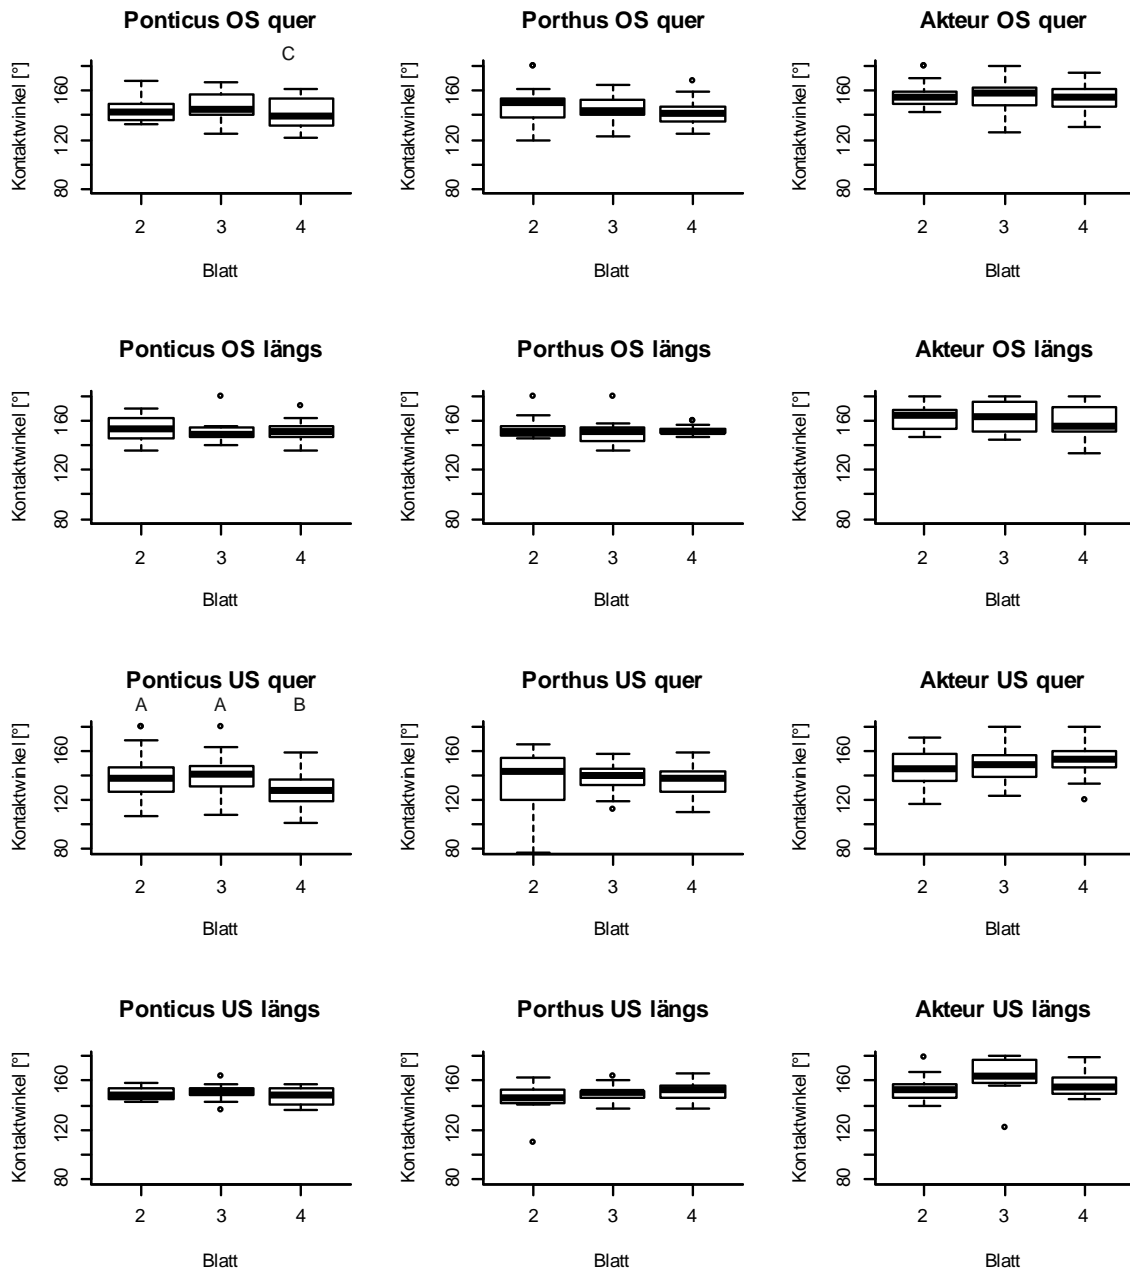 Ponticus OS quer
C
Kontaktwinkel [°]
80 120 160
2 3 4
Blatt
Porthus OS quer
Kontaktwinkel [°]
80 120 160
2 3 4
Blatt
Akteur OS quer
Kontaktwinkel [°]
80 120 160
2 3 4
Blatt
Ponticus OS längs
Kontaktwinkel [°]
80 120 160
2 3 4
Blatt
Porthus OS längs
Kontaktwinkel [°]
80 120 160
2 3 4
Blatt
Akteur OS längs
Kontaktwinkel [°]
80 120 160
2 3 4
Blatt
Ponticus US quer
A A B
Kontaktwinkel [°]
80 120 160
2 3 4
Blatt
Porthus US quer
Kontaktwinkel [°]
80 120 160
2 3 4
Blatt
Akteur US quer
Kontaktwinkel [°]
80 120 160
2 3 4
Blatt
Ponticus US längs
Kontaktwinkel [°]
80 120 160
2 3 4
Blatt
Porthus US längs
Kontaktwinkel [°]
80 120 160
2 3 4
Blatt
Akteur US längs
Kontaktwinkel [°]
80 120 160
2 3 4
Blatt